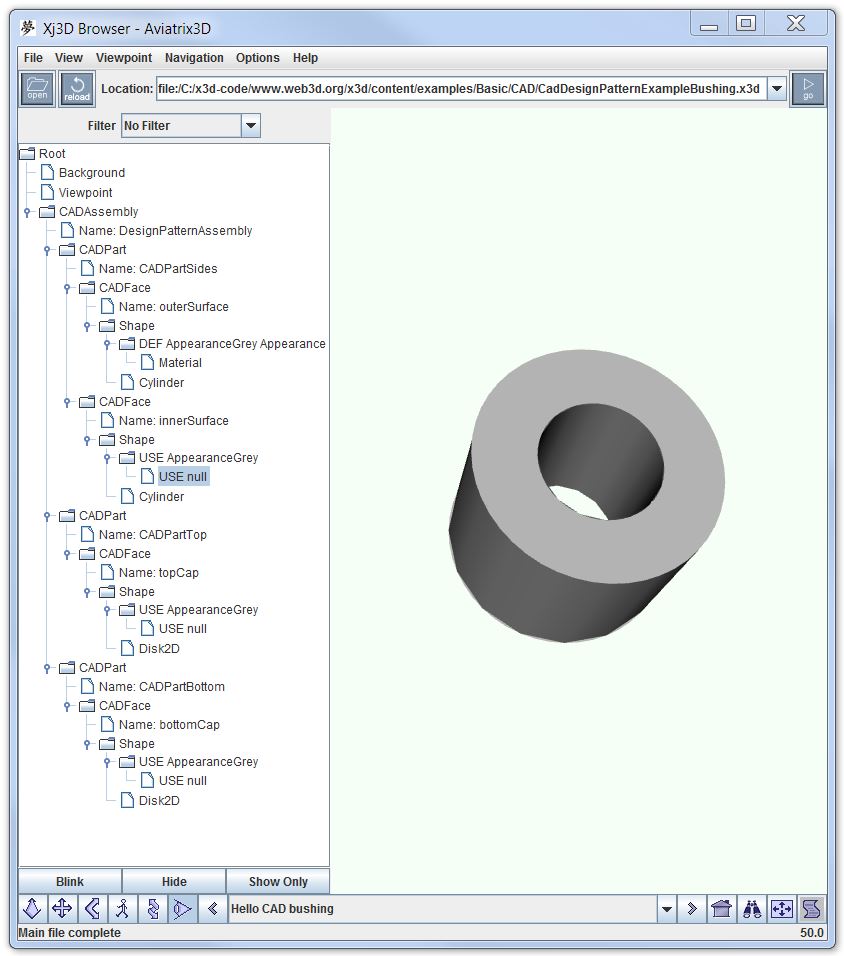 夢 Xj3D Browser - Aviatrix3D
File View Viewpoint Navigation Options Help
open reload Location: file:/C:/x3d-code/www.web3d.org/x3d/content/examples/Basic/CAD/CadDesignPatternExampleBushing.x3d go
Filter No Filter
Root
Background
Viewpoint
CADAssembly
Name: DesignPatternAssembly
CADPart
Name: CADPartSides
CADFace
Name: outerSurface
Shape
DEF AppearanceGrey Appearance
Material
Cylinder
CADFace
Name: innerSurface
Shape
USE AppearanceGrey
USE null
Cylinder
CADPart
Name: CADPartTop
CADFace
Name: topCap
Shape
USE AppearanceGrey
USE null
Disk2D
CADPart
Name: CADPartBottom
CADFace
Name: bottomCap
Shape
USE AppearanceGrey
USE null
Disk2D
Blink Hide Show Only
Hello CAD bushing
Main file complete 50.0